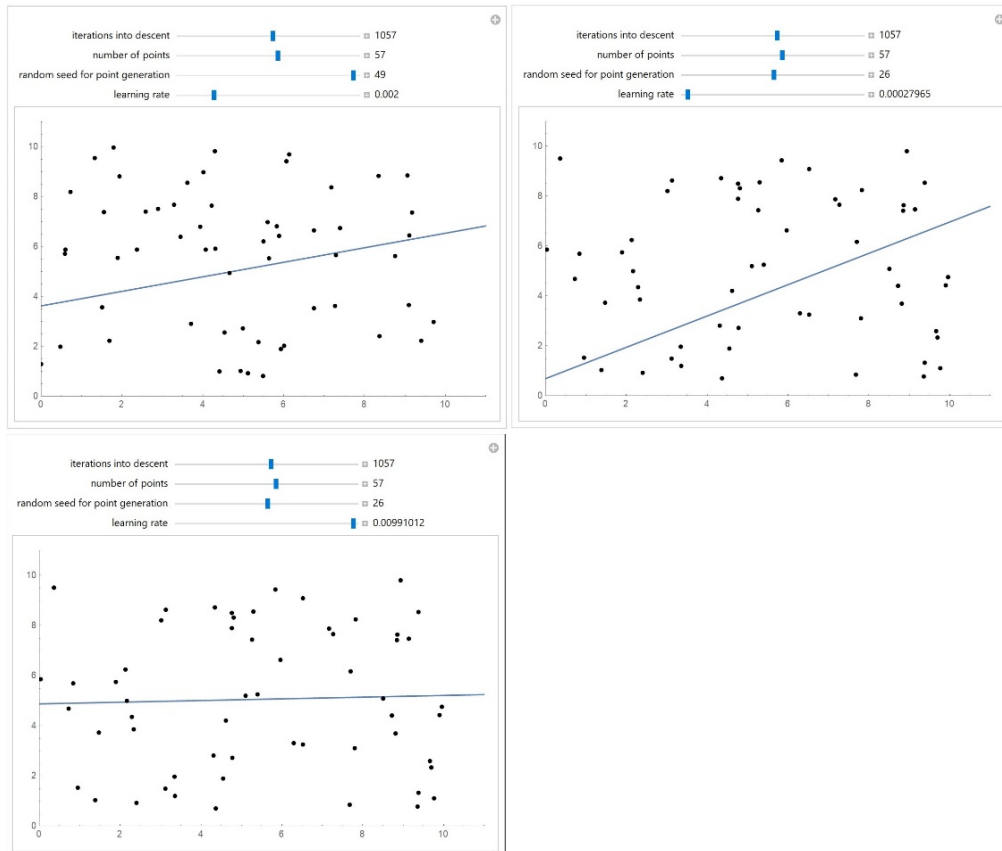 iterations into descent 1057
number of points 57
random seed for point generation 49
learning rate 0.002
10
8
6
4
2
0
0 2 4 6 8 10
iterations into descent 1057
number of points 57
random seed for point generation 26
learning rate 0.00027965
10
8
6
4
2
0
0 2 4 6 8 10
iterations into descent 1057
number of points 57
random seed for point generation 26
learning rate 0.00991012
10
8
6
4
2
0
0 2 4 6 8 10